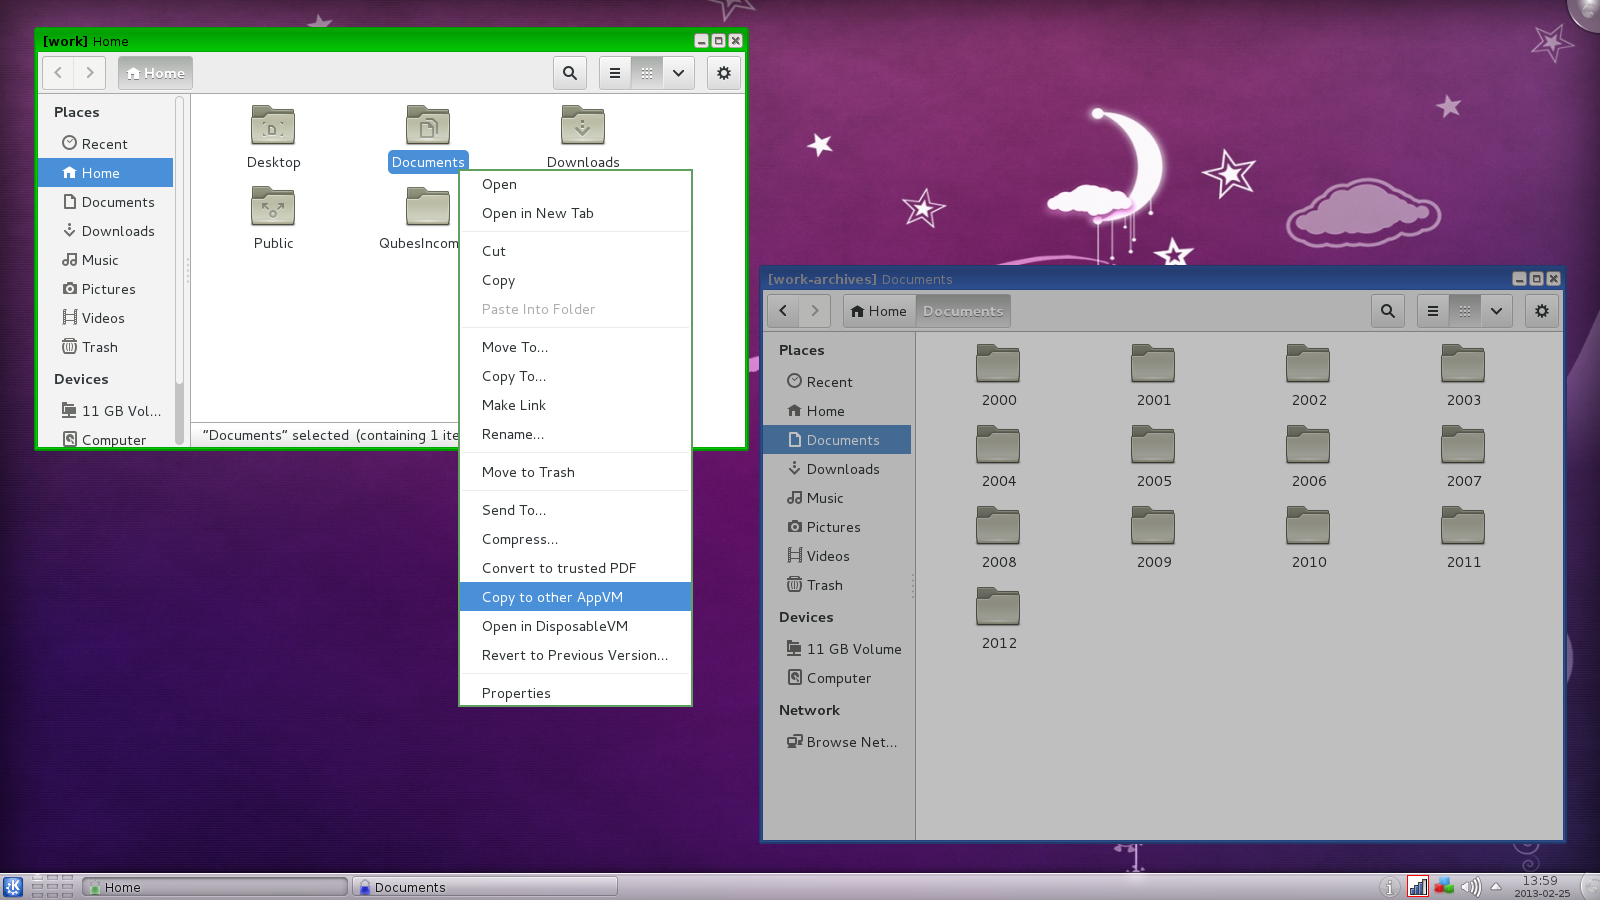 [work] Home
Home
Places
Recent
Home
Documents
Downloads
Music
Pictures
Videos
Trash
Devices
11 GB Vol...
Computer
Desktop
Documents
Downloads
Public
QubesIncom
"Documents" selected (containing 1 ite
Open
Open in New Tab
Cut
Copy
Paste Into Folder
Move To...
Copy To...
Make Link
Rename...
Move to Trash
Send To...
Compress...
Convert to trusted PDF
Copy to other AppVM
Open in DisposableVM
Revert to Previous Version...
Properties
[work-archives] Documents
Home Documents
Places
Recent
Home
Documents
Downloads
Music
Pictures
Videos
Trash
Devices
11 GB Volume
Computer
Network
Browse Net...
2000 2001 2002 2003
2004 2005 2006 2007
2008 2009 2010 2011
2012
Home
Documents
13:59
2013-02-25